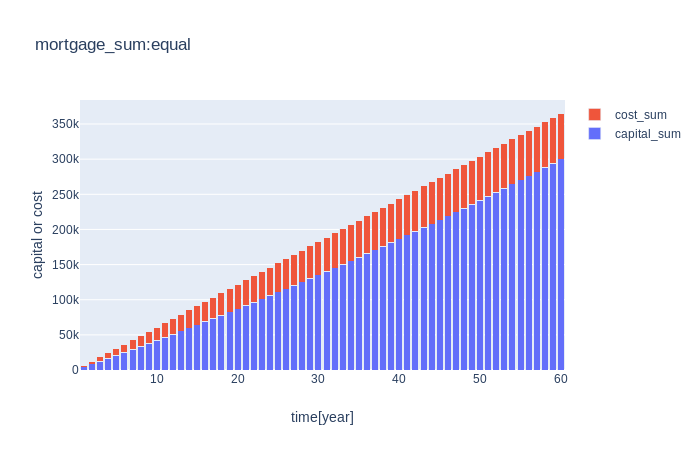 mortgage_sum:equal
cost_sum
capital_sum
capital or cost
350k
300k
250k
200k
150k
100k
50k
0
10 20 30 40 50 60
time[year]